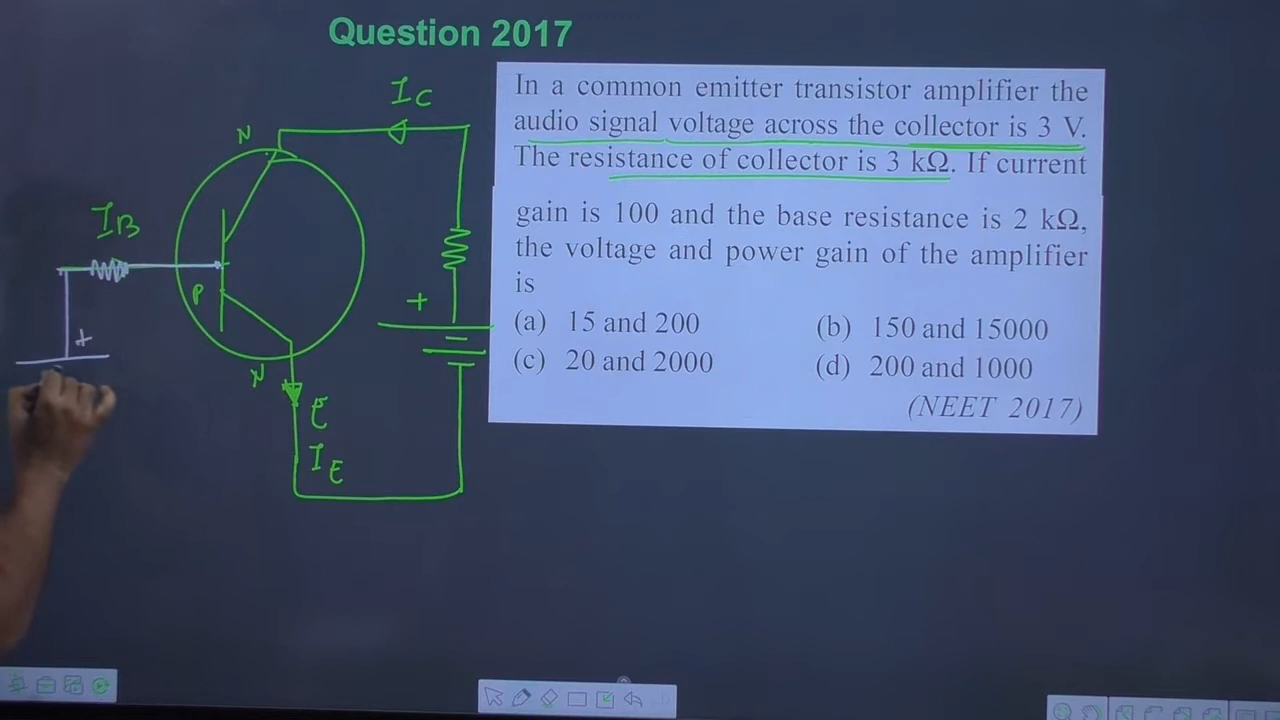 Question 2017
In a common emitter transistor amplifier the
audio signal voltage across the collector is 3 V.
The resistance of collector is 3 kΩ. If current
gain is 100 and the base resistance is 2 kΩ,
the voltage and power gain of the amplifier
is
(a) 15 and 200
(b) 150 and 15000
(c) 20 and 2000
(d) 200 and 1000
(NEET 2017)
I_C
N
I_B
P
+
+
N
E
I_E